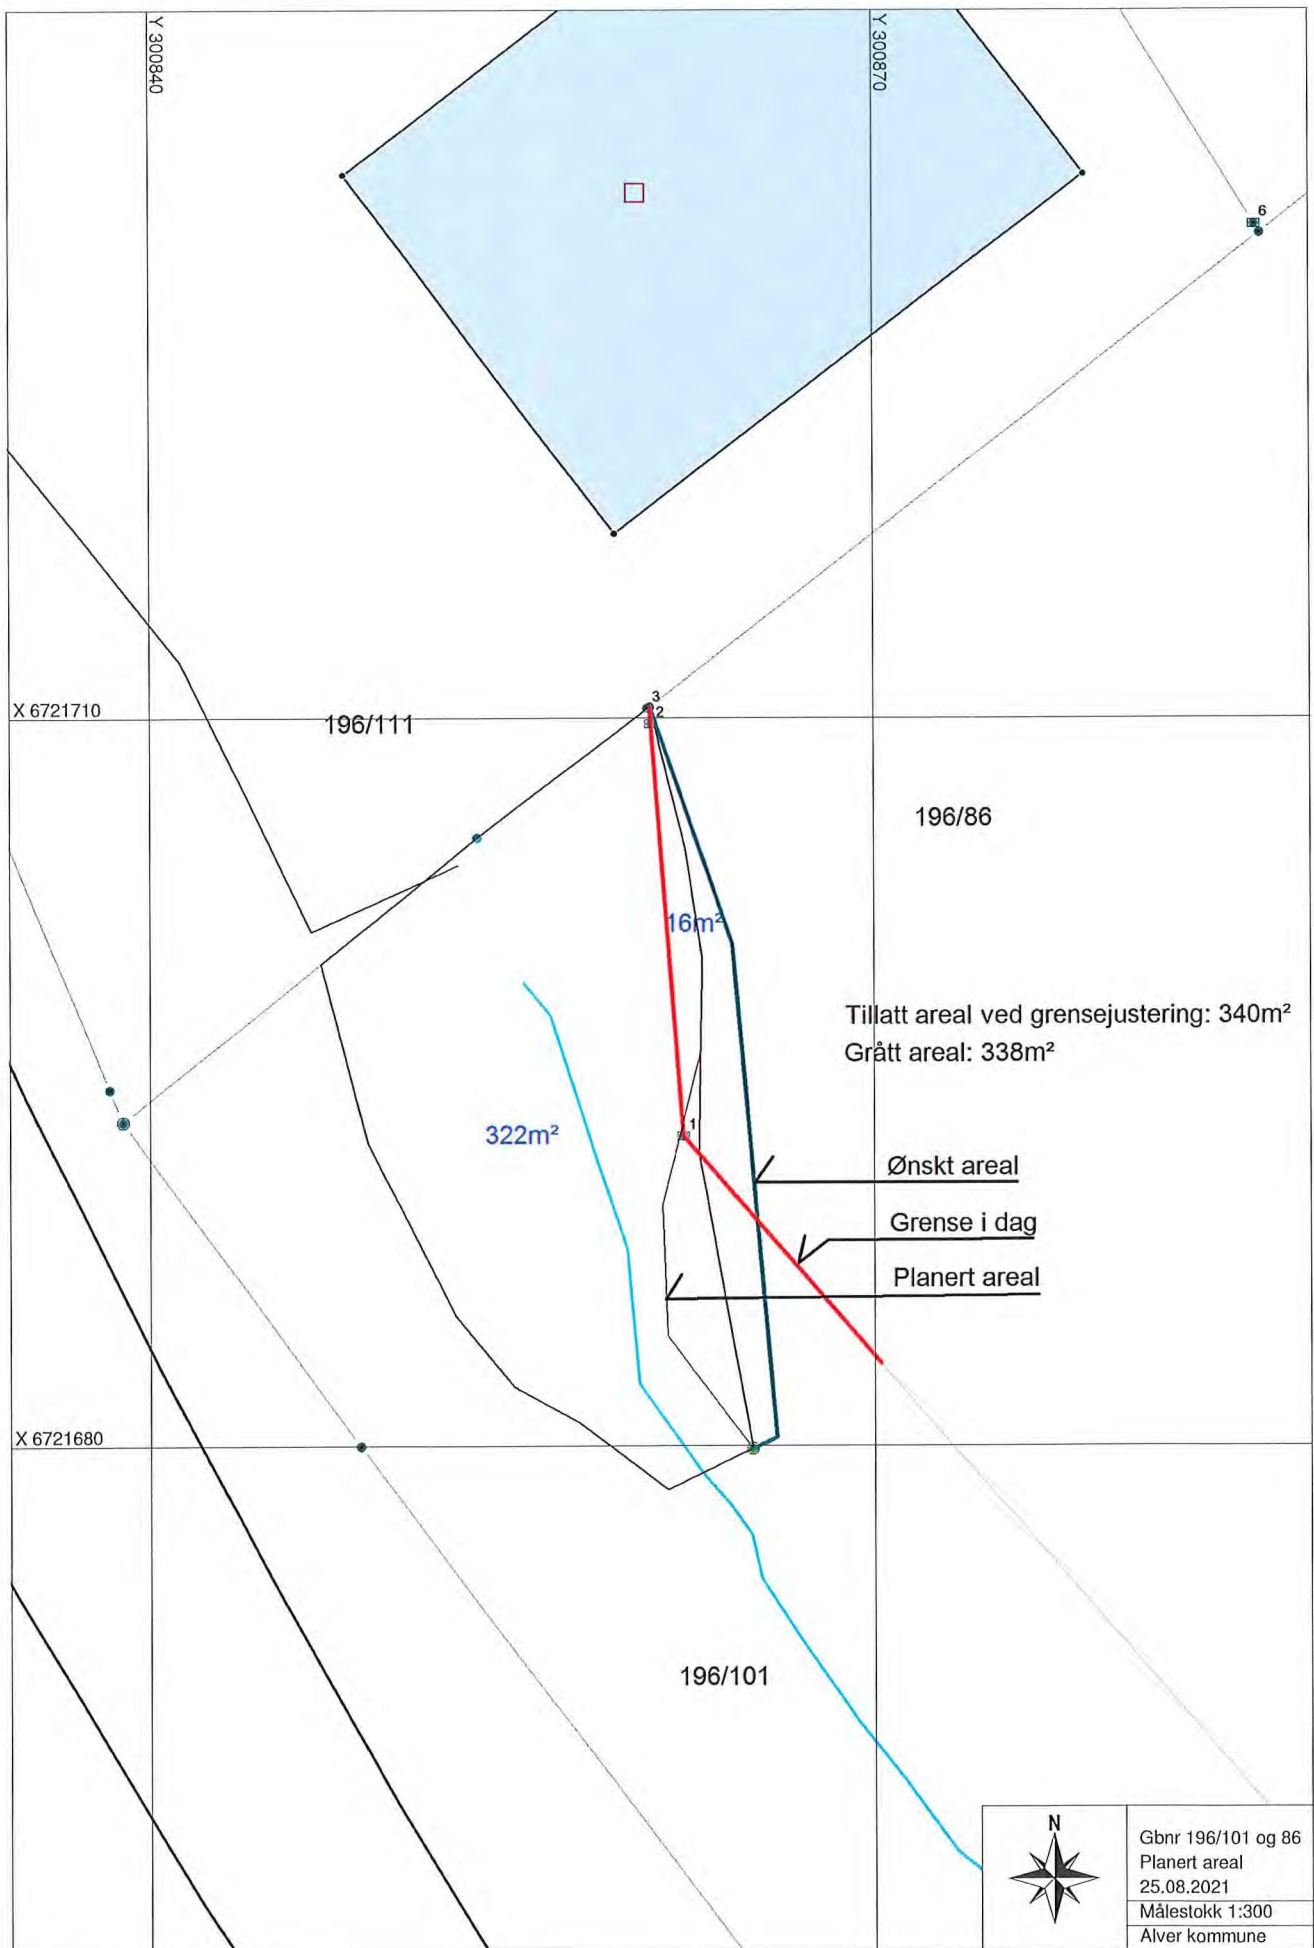 Y 300840
Y 300870
6
3
2
X 6721710
196/111
196/86
16m²
Tillatt areal ved grensejustering: 340m²
Grått areal: 338m²
1
322m²
Ønskt areal
Grense i dag
Planert areal
X 6721680
196/101
N
Gbnr 196/101 og 86
Planert areal
25.08.2021
Målestokk 1:300
Alver kommune